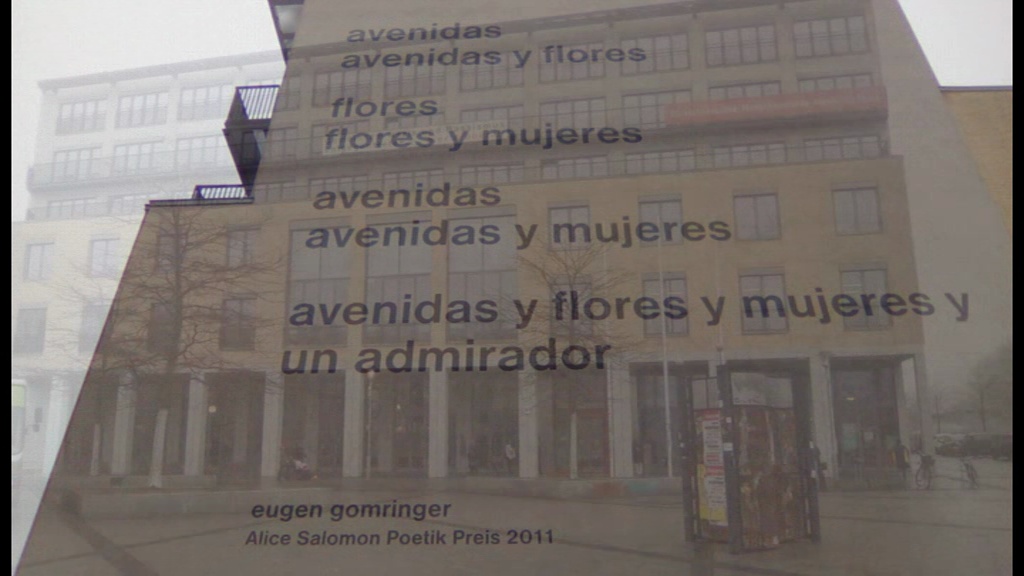 avenidas
avenidas y flores
flores
flores y mujeres
avenidas
avenidas y mujeres
avenidas y flores y mujeres y
un admirador
eugen gomringer
Alice Salomon Poetik Preis 2011